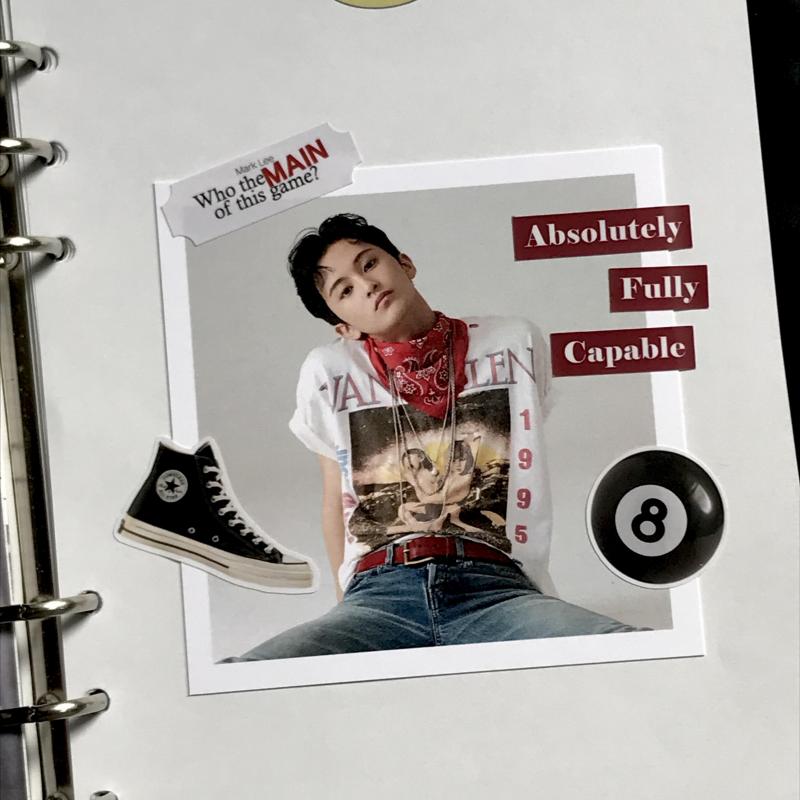 Mark Lee
Who the MAIN
of this game?
Absolutely
Fully
Capable
VAN HALEN
1
9
9
5
8